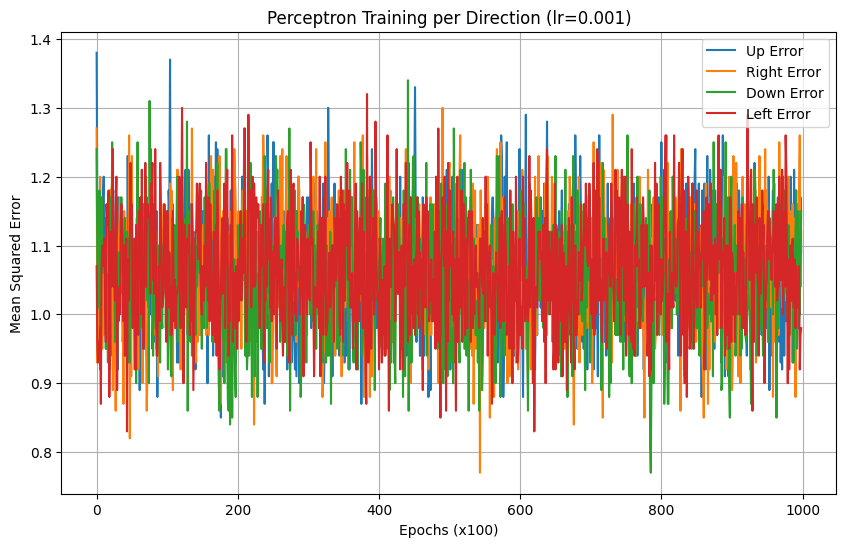 Perceptron Training per Direction (lr=0.001)
1.4
1.3
1.2
1.1
1.0
0.9
0.8
Mean Squared Error
Up Error
Right Error
Down Error
Left Error
0 200 400 600 800 1000
Epochs (x100)